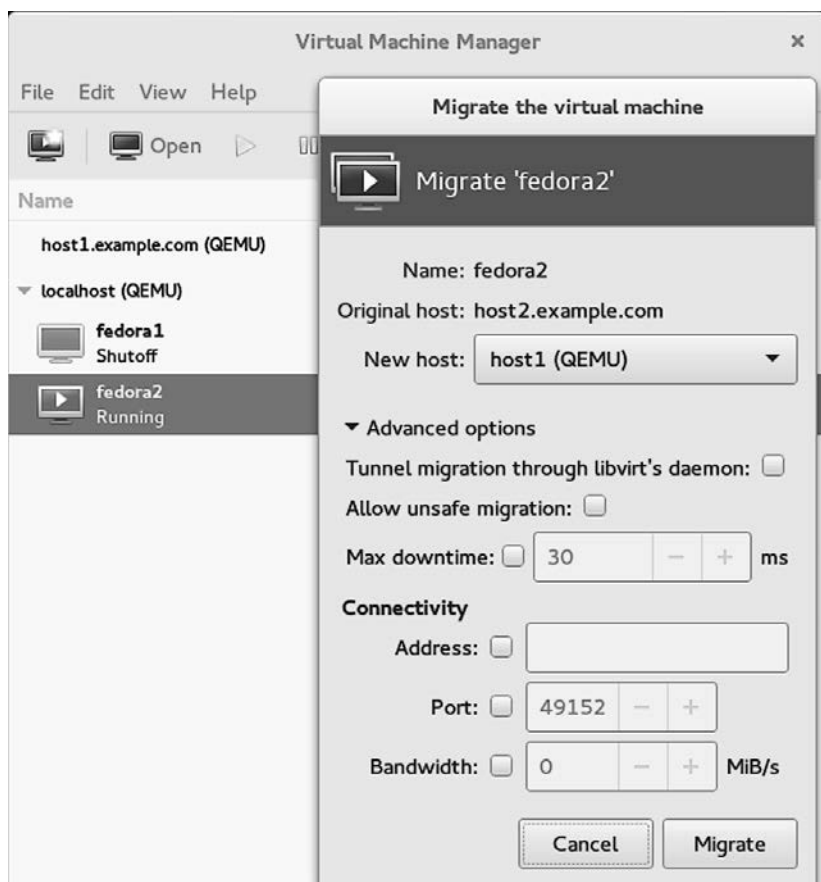 Virtual Machine Manager
File Edit View Help
Open
Name
host1.example.com (QEMU)
localhost (QEMU)
fedora1
Shutoff
fedora2
Running
Migrate the virtual machine
Migrate 'fedora2'
Name: fedora2
Original host: host2.example.com
New host: host1 (QEMU)
Advanced options
Tunnel migration through libvirt's daemon:
Allow unsafe migration:
Max downtime: 30 ms
Connectivity
Address:
Port: 49152
Bandwidth: 0 MiB/s
Cancel Migrate